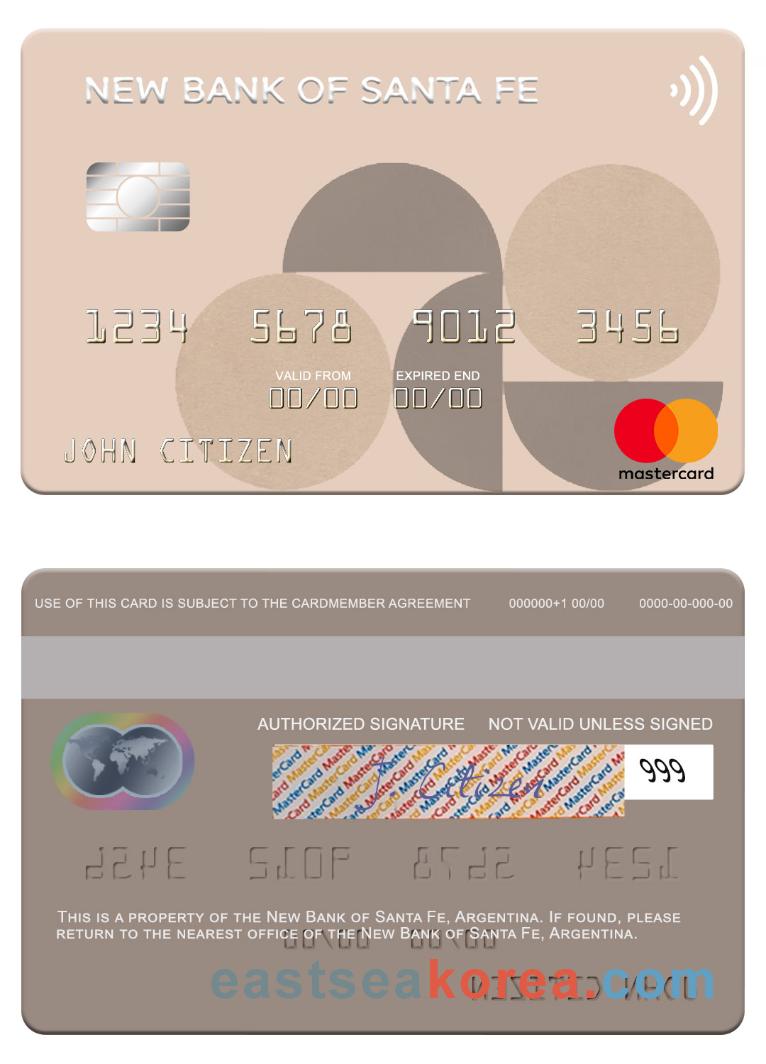 NEW BANK OF SANTA FE
1234 5678 9012 3456
VALID FROM EXPIRED END
00/00 00/00
JOHN CITIZEN
mastercard
USE OF THIS CARD IS SUBJECT TO THE CARDMEMBER AGREEMENT 000000+1 00/00 0000-00-000-00
AUTHORIZED SIGNATURE NOT VALID UNLESS SIGNED
MasterCard MasterCard MasterCard
J Citizen
999
THIS IS A PROPERTY OF THE NEW BANK OF SANTA FE, ARGENTINA. IF FOUND, PLEASE
RETURN TO THE NEAREST OFFICE OF THE NEW BANK OF SANTA FE, ARGENTINA.
eastseakorea.com